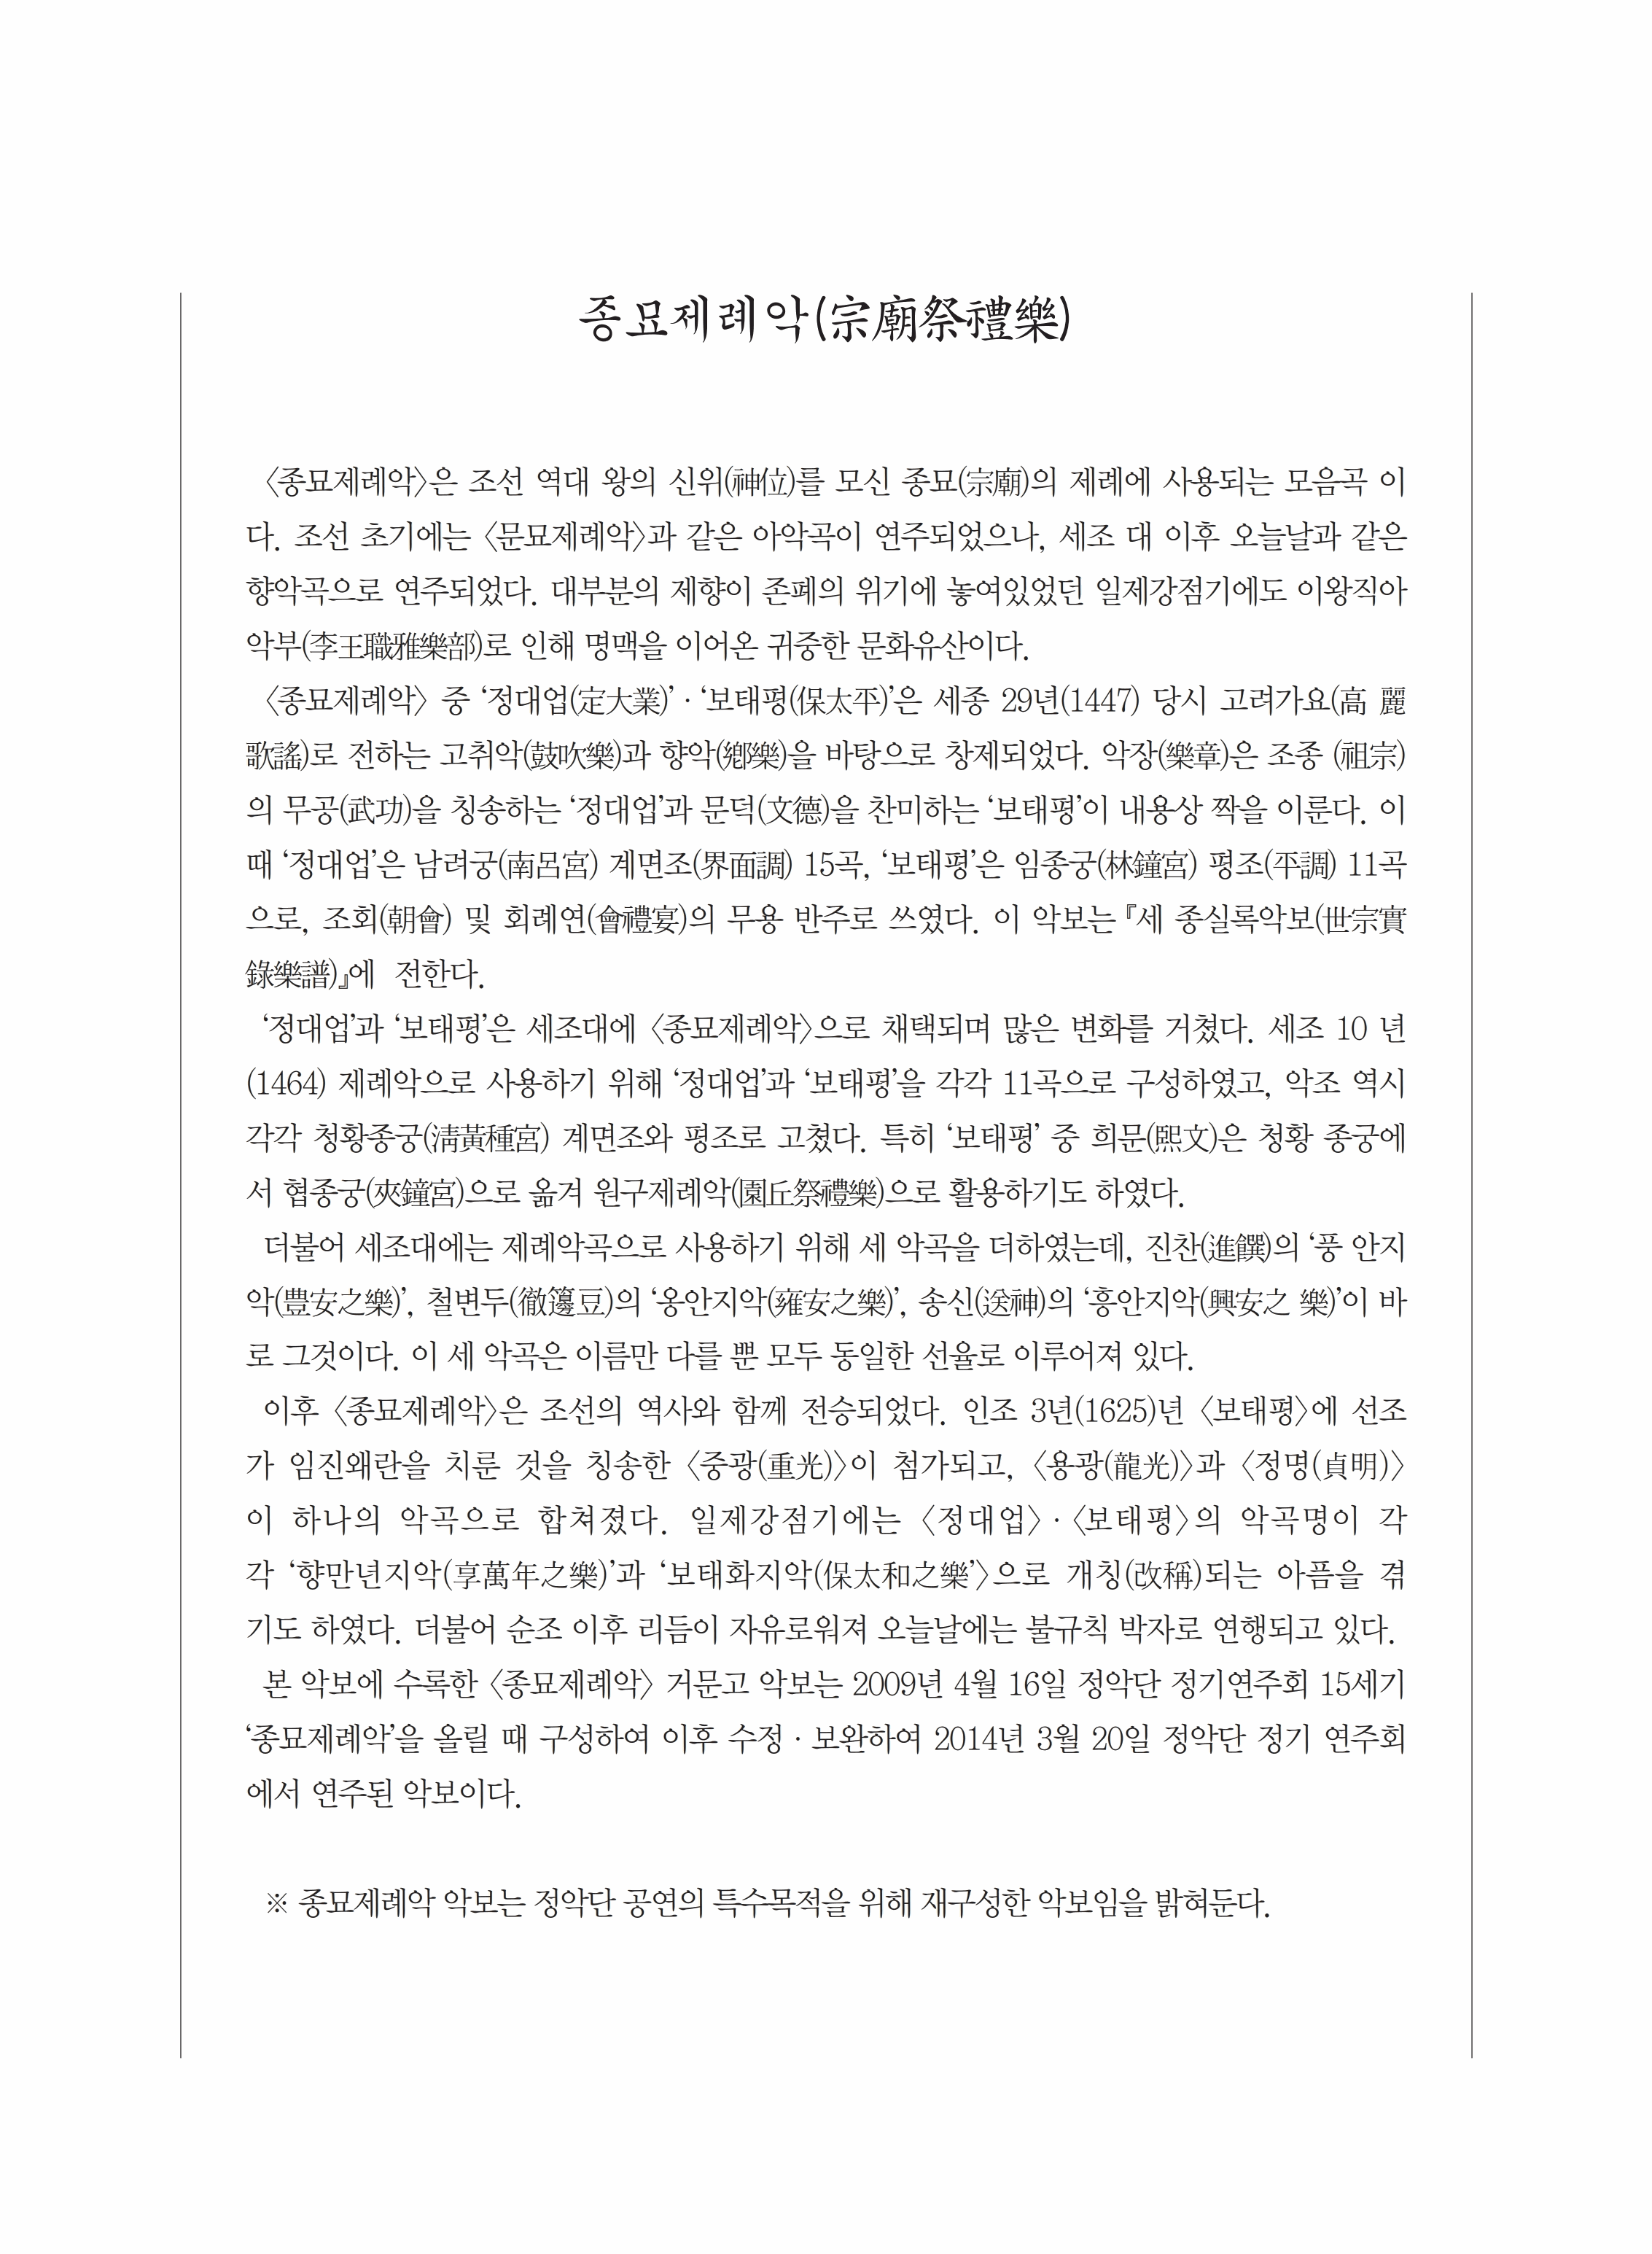 종묘제례악(宗廟祭禮樂)
〈종묘제례악〉은 조선 역대 왕의 신위(神位)를 모신 종묘(宗廟)의 제례에 사용되는 모음곡 이
다. 조선 초기에는 〈문묘제례악〉과 같은 아악곡이 연주되었으나, 세조 대 이후 오늘날과 같은
향악곡으로 연주되었다. 대부분의 제향이 존폐의 위기에 놓여있었던 일제강점기에도 이왕직아
악부(李王職雅樂部)로 인해 명맥을 이어온 귀중한 문화유산이다.
〈종묘제례악〉 중 ‘정대업(定大業)’ · ‘보태평(保太平)’은 세종 29년(1447) 당시 고려가요(高 麗
歌謠)로 전하는 고취악(鼓吹樂)과 향악(鄕樂)을 바탕으로 창제되었다. 악장(樂章)은 조종 (祖宗)
의 무공(武功)을 칭송하는 ‘정대업’과 문덕(文德)을 찬미하는 ‘보태평’이 내용상 짝을 이룬다. 이
때 ‘정대업’은 남려궁(南呂宮) 계면조(界面調) 15곡, ‘보태평’은 임종궁(林鐘宮) 평조(平調) 11곡
으로, 조회(朝會) 및 회례연(會禮宴)의 무용 반주로 쓰였다. 이 악보는 『세 종실록악보(世宗實
錄樂譜)』에 전한다.
‘정대업’과 ‘보태평’은 세조대에 〈종묘제례악〉으로 채택되며 많은 변화를 거쳤다. 세조 10 년
(1464) 제례악으로 사용하기 위해 ‘정대업’과 ‘보태평’을 각각 11곡으로 구성하였고, 악조 역시
각각 청황종궁(淸黃種宮) 계면조와 평조로 고쳤다. 특히 ‘보태평’ 중 희문(熙文)은 청황 종궁에
서 협종궁(夾鐘宮)으로 옮겨 원구제례악(園丘祭禮樂)으로 활용하기도 하였다.
더불어 세조대에는 제례악곡으로 사용하기 위해 세 악곡을 더하였는데, 진찬(進饌)의 ‘풍 안지
악(豊安之樂)’, 철변두(徹籩豆)의 ‘옹안지악(雍安之樂)’, 송신(送神)의 ‘흥안지악(興安之 樂)’이 바
로 그것이다. 이 세 악곡은 이름만 다를 뿐 모두 동일한 선율로 이루어져 있다.
이후 〈종묘제례악〉은 조선의 역사와 함께 전승되었다. 인조 3년(1625)년 〈보태평〉에 선조
가 임진왜란을 치룬 것을 칭송한 〈중광(重光)〉이 첨가되고, 〈용광(龍光)〉과 〈정명(貞明)〉
이 하나의 악곡으로 합쳐졌다. 일제강점기에는 〈정대업〉 · 〈보태평〉의 악곡명이 각
각 ‘향만년지악(享萬年之樂)’과 ‘보태화지악(保太和之樂’〉으로 개칭(改稱)되는 아픔을 겪
기도 하였다. 더불어 순조 이후 리듬이 자유로워져 오늘날에는 불규칙 박자로 연행되고 있다.
본 악보에 수록한 〈종묘제례악〉 거문고 악보는 2009년 4월 16일 정악단 정기연주회 15세기
‘종묘제례악’을 올릴 때 구성하여 이후 수정 · 보완하여 2014년 3월 20일 정악단 정기 연주회
에서 연주된 악보이다.
※ 종묘제례악 악보는 정악단 공연의 특수목적을 위해 재구성한 악보임을 밝혀둔다.